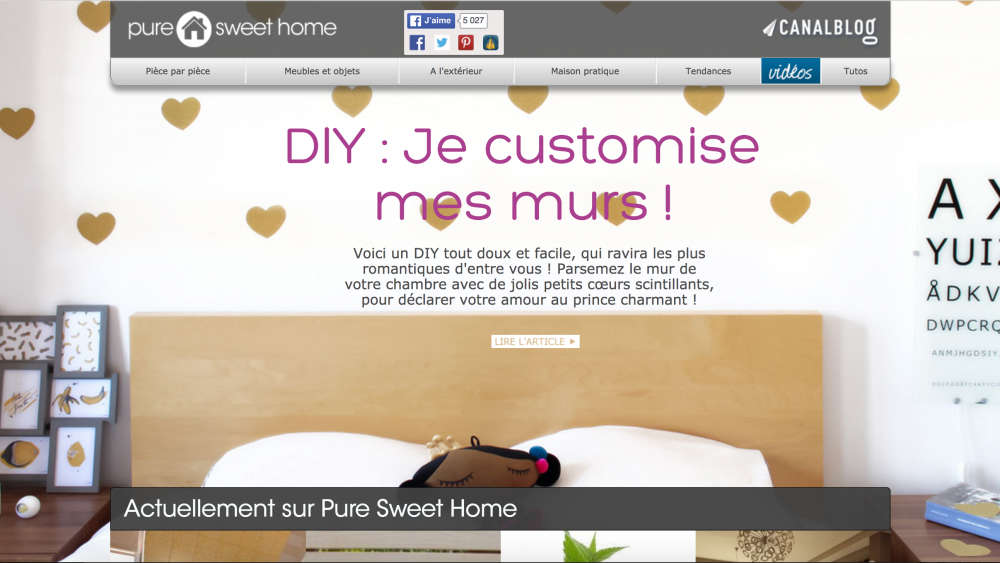 pure sweet home
J'aime 5 027
CANALBLOG
Pièce par pièce
Meubles et objets
A l'extérieur
Maison pratique
Tendances
vidéos
Tutos
DIY : Je customise
mes murs !
Voici un DIY tout doux et facile, qui ravira les plus
romantiques d'entre vous ! Parsemez le mur de
votre chambre avec de jolis petits cœurs scintillants,
pour déclarer votre amour au prince charmant !
LIRE L'ARTICLE ►
A X
YUIZ
ÅDKV
DWPCRQ
ANMJHGDSIY
Actuellement sur Pure Sweet Home